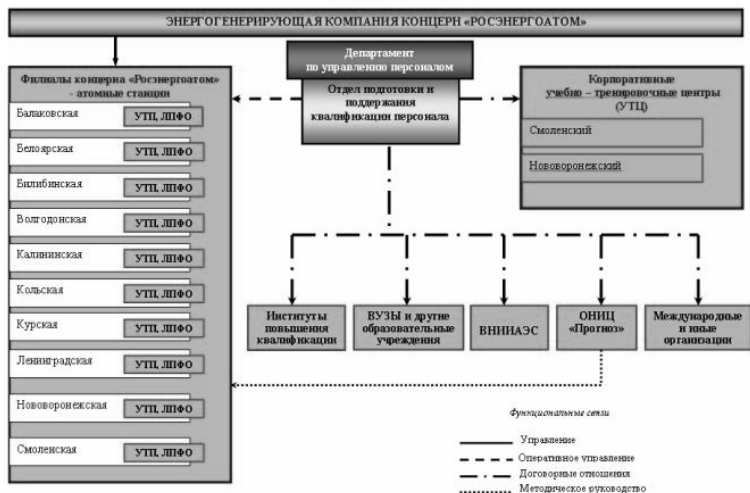 ЭНЕРГОГЕНЕРИРУЮЩАЯ КОМПАНИЯ КОНЦЕРН «РОСЭНЕРГОАТОМ»
Департамент
по управлению персоналом
Отдел подготовки и
поддержания
квалификации персонала
Филиалы концерна «Росэнергоатом»
- атомные станции
Балаковская
УТП, ЛПФО
Белоярская
УТП, ЛПФО
Билибинская
УТП, ЛПФО
Волгодонская
УТП, ЛПФО
Калининская
УТП, ЛПФО
Кольская
УТП, ЛПФО
Курская
УТП, ЛПФО
Ленинградская
УТП, ЛПФО
Нововоронежская
УТП, ЛПФО
Смоленская
УТП, ЛПФО
Корпоративные
учебно – тренировочные центры
(УТЦ)
Смоленский
Нововоронежский
Институты
повышения
квалификации
ВУЗЫ и другие
образовательные
учреждения
ВНИИАЭС
ОНИЦ
«Прогноз»
Международные
и иные
организации
Функциональные связи
Управление
Оперативное управление
Договорные отношения
Методическое руководство